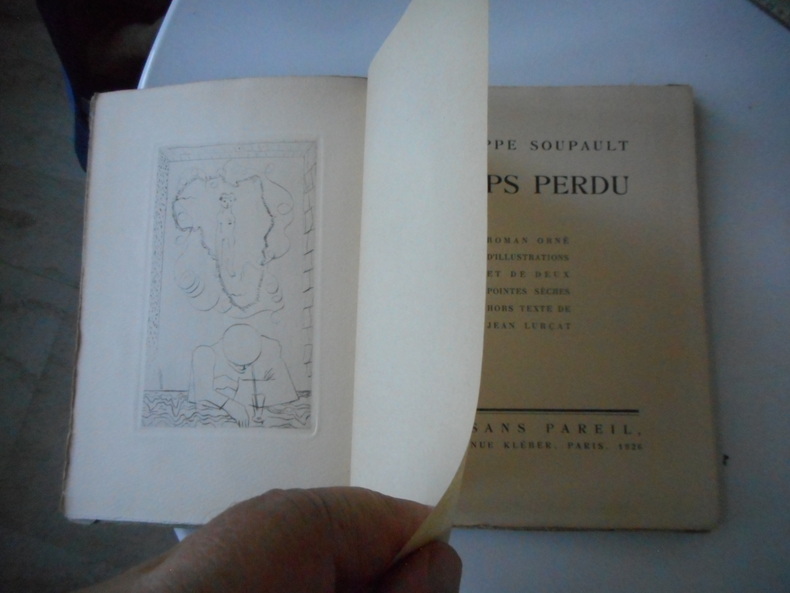 PPE SOUPAULT
PS PERDU
ROMAN ORNÉ
D'ILLUSTRATIONS
ET DE DEUX
POINTES SÈCHES
HORS TEXTE DE
JEAN LURÇAT
SANS PAREIL,
NUE KLÉBER, PARIS, 1926